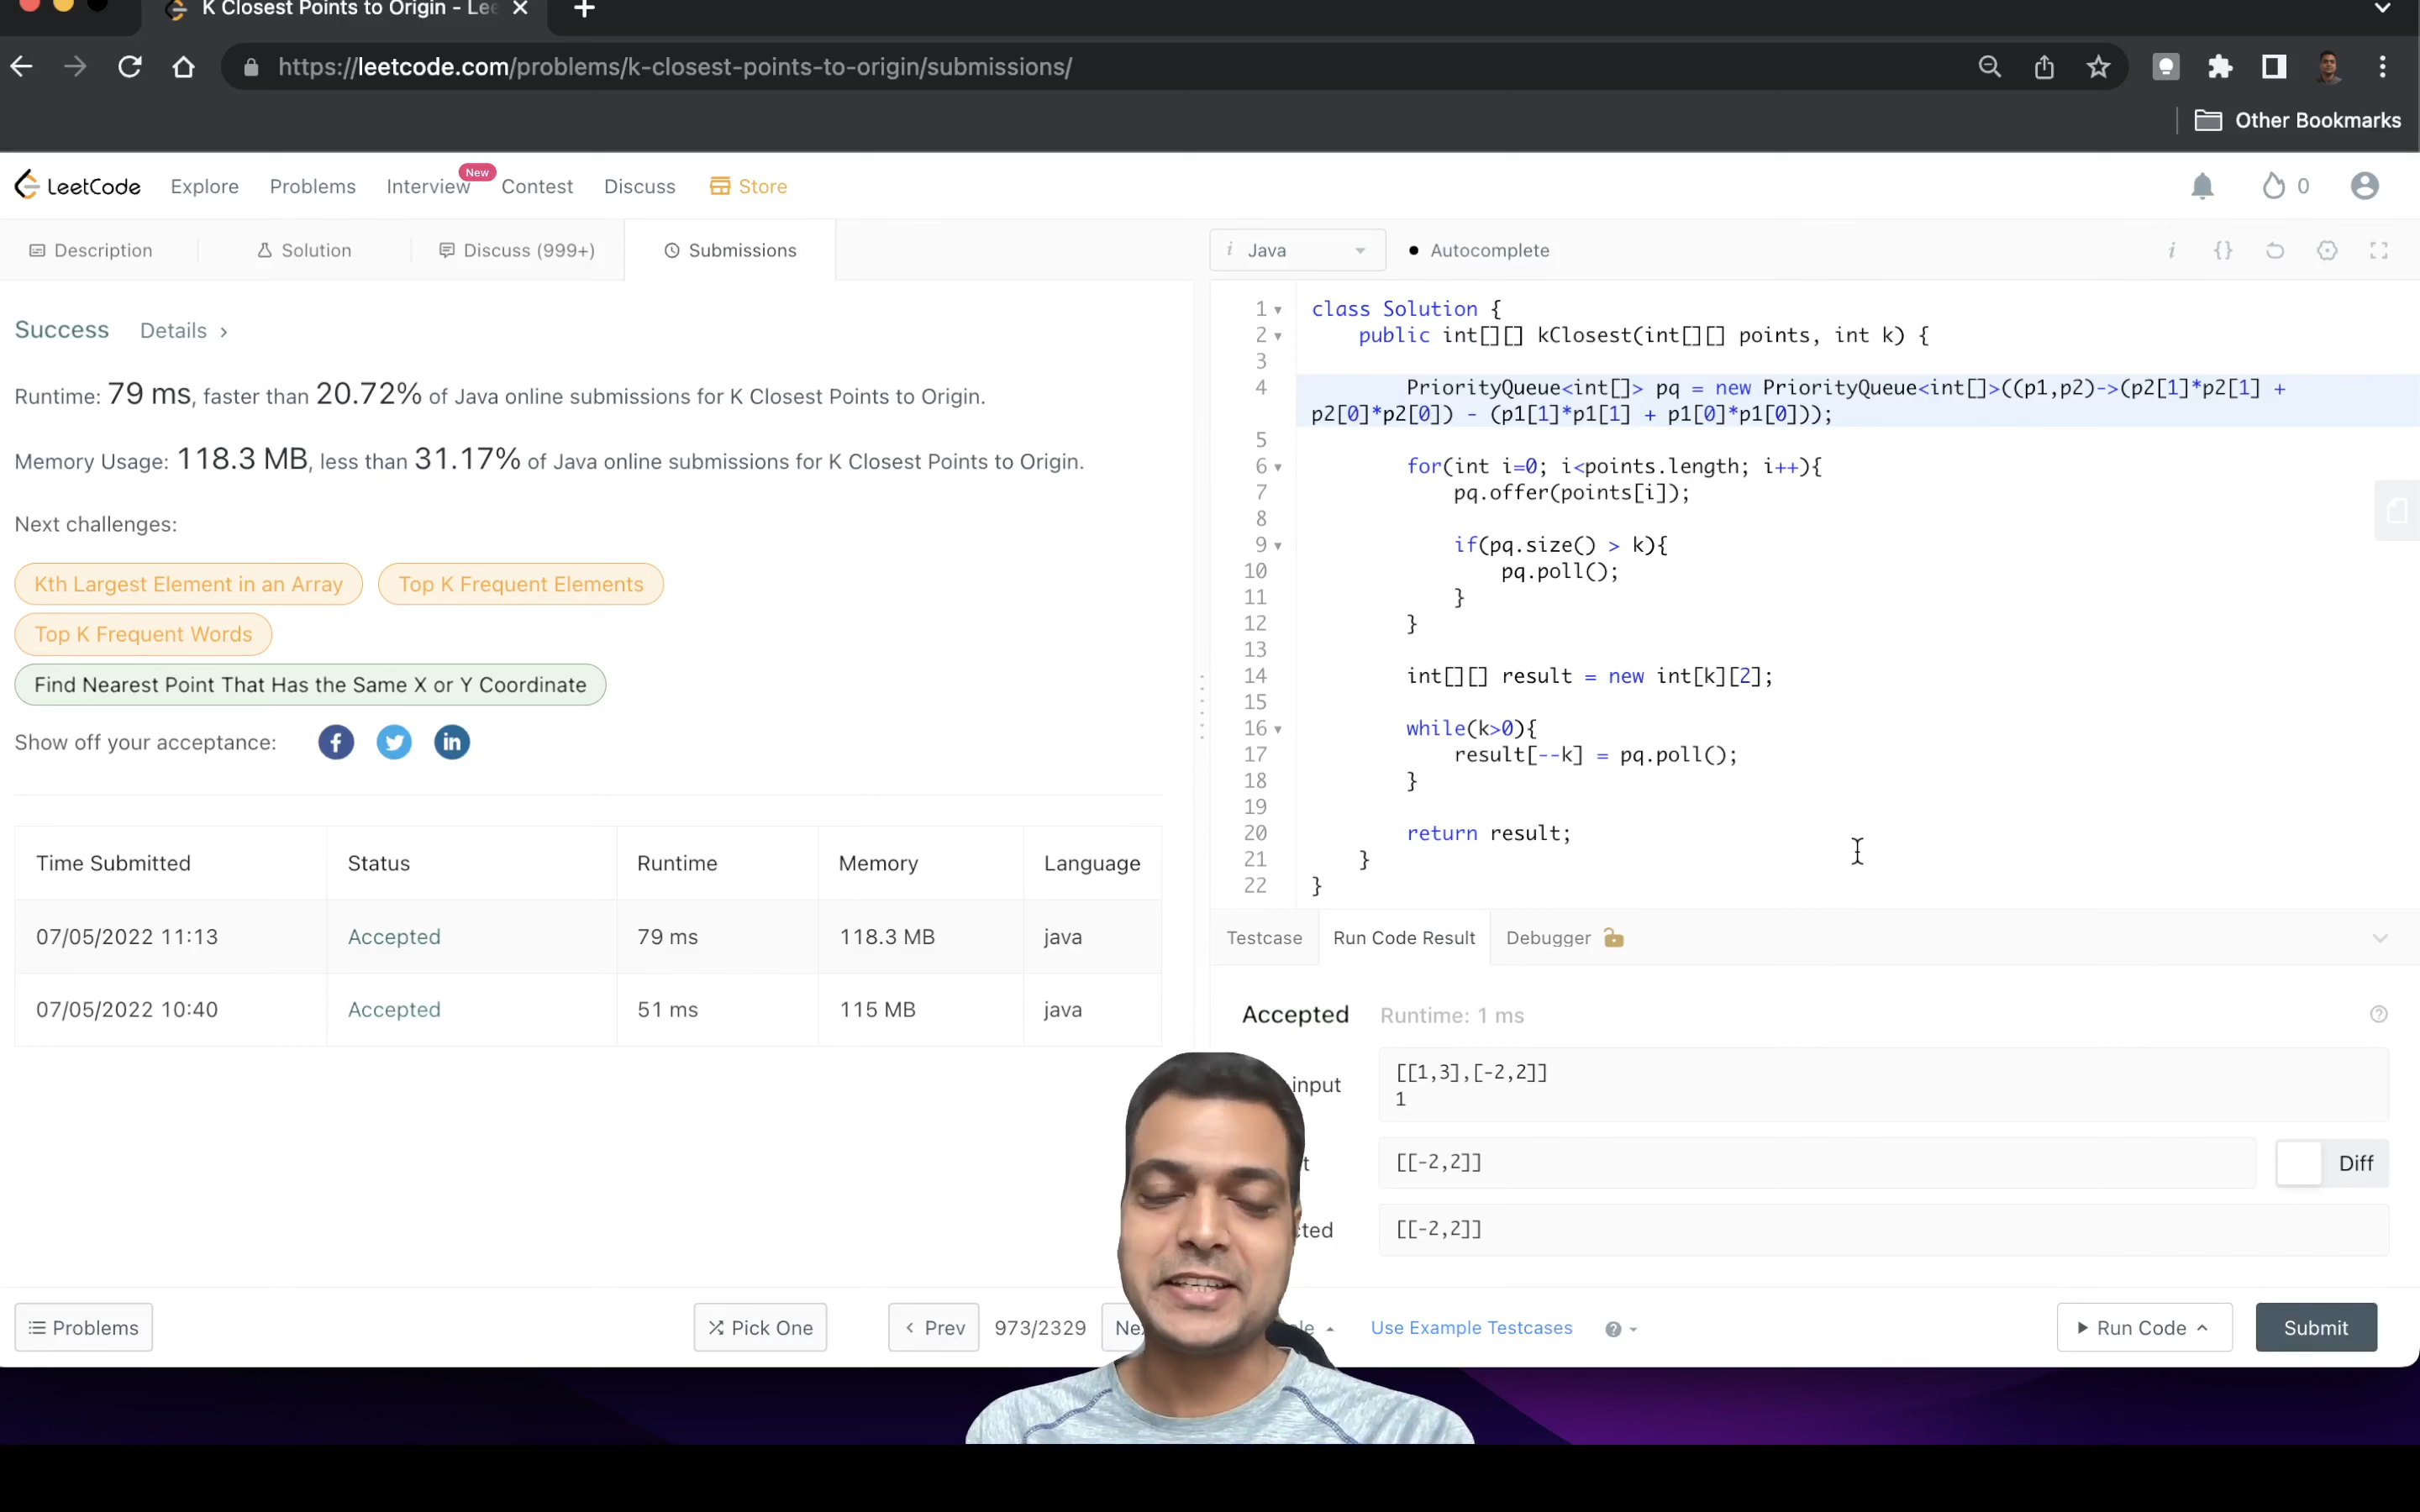 K Closest Points to Origin - Lee
https://leetcode.com/problems/k-closest-points-to-origin/submissions/
Other Bookmarks
LeetCode Explore Problems Interview New Contest Discuss Store
0
Description Solution Discuss (999+) Submissions
Success Details >
Runtime: 79 ms, faster than 20.72% of Java online submissions for K Closest Points to Origin.
Memory Usage: 118.3 MB, less than 31.17% of Java online submissions for K Closest Points to Origin.
Next challenges:
Kth Largest Element in an Array Top K Frequent Elements
Top K Frequent Words
Find Nearest Point That Has the Same X or Y Coordinate
Show off your acceptance:
Time Submitted Status Runtime Memory Language
07/05/2022 11:13 Accepted 79 ms 118.3 MB java
07/05/2022 10:40 Accepted 51 ms 115 MB java
i Java Autocomplete
i {}
1 class Solution {
2 public int[][] kClosest(int[][] points, int k) {
3
4 PriorityQueue<int[]> pq = new PriorityQueue<int[]>((p1,p2)->(p2[1]*p2[1] +
p2[0]*p2[0]) - (p1[1]*p1[1] + p1[0]*p1[0]));
5
6 for(int i=0; i<points.length; i++){
7 pq.offer(points[i]);
8
9 if(pq.size() > k){
10 pq.poll();
11 }
12 }
13
14 int[][] result = new int[k][2];
15
16 while(k>0){
17 result[--k] = pq.poll();
18 }
19
20 return result;
21 }
22 }
Testcase Run Code Result Debugger
Accepted Runtime: 1 ms
input [[1,3],[-2,2]]
1
t [[-2,2]] Diff
cted [[-2,2]]
Problems Pick One < Prev 973/2329 Ne le Use Example Testcases Run Code Submit